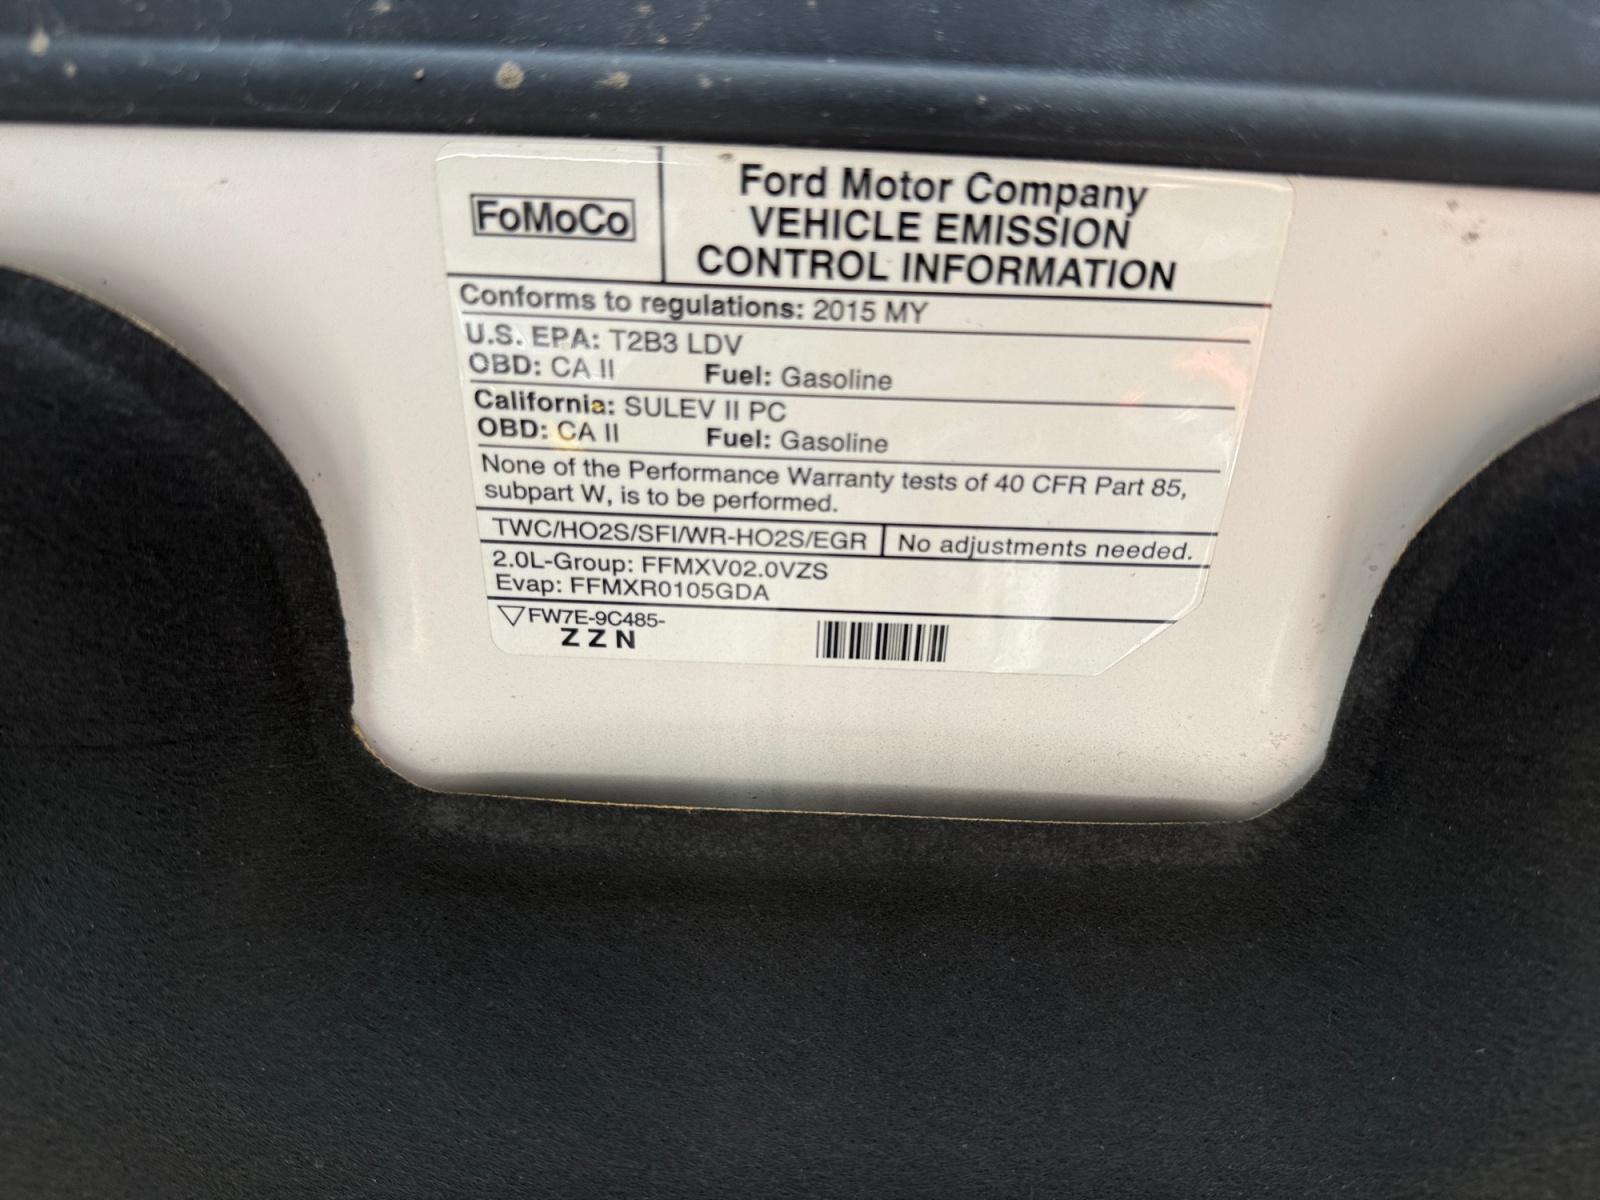 FoMoCo
Ford Motor Company
VEHICLE EMISSION
CONTROL INFORMATION
Conforms to regulations: 2015 MY
U.S. EPA: T2B3 LDV
OBD: CA II Fuel: Gasoline
California: SULEV II PC
OBD: CA II Fuel: Gasoline
None of the Performance Warranty tests of 40 CFR Part 85,
subpart W, is to be performed.
TWC/HO2S/SFI/WR-HO2S/EGR No adjustments needed.
2.0L-Group: FFMXV02.0VZS
Evap: FFMXR0105GDA
FW7E-9C485-
ZZN